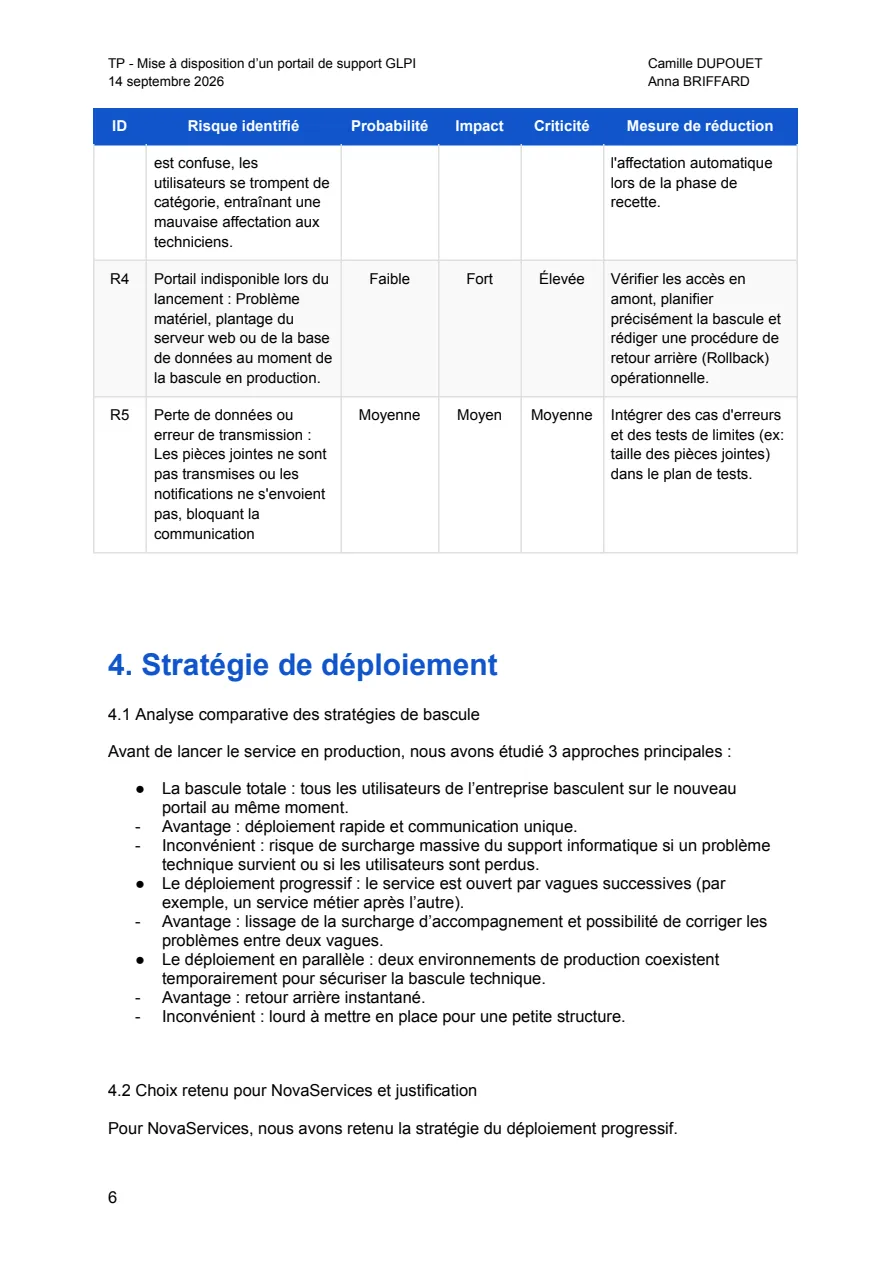 TP - Mise à disposition d’un portail de support GLPI
14 septembre 2026
Camille DUPOUET
Anna BRIFFARD
ID Risque identifié Probabilité Impact Criticité Mesure de réduction
est confuse, les
utilisateurs se trompent de
catégorie, entraînant une
mauvaise affectation aux
techniciens.
l'affectation automatique
lors de la phase de
recette.
R4
Portail indisponible lors du
lancement : Problème
matériel, plantage du
serveur web ou de la base
de données au moment de
la bascule en production.
Faible
Fort
Élevée
Vérifier les accès en
amont, planifier
précisément la bascule et
rédiger une procédure de
retour arrière (Rollback)
opérationnelle.
R5
Perte de données ou
erreur de transmission :
Les pièces jointes ne sont
pas transmises ou les
notifications ne s'envoient
pas, bloquant la
communication
Moyenne
Moyen
Moyenne
Intégrer des cas d'erreurs
et des tests de limites (ex:
taille des pièces jointes)
dans le plan de tests.
4. Stratégie de déploiement
4.1 Analyse comparative des stratégies de bascule
Avant de lancer le service en production, nous avons étudié 3 approches principales :
● La bascule totale : tous les utilisateurs de l’entreprise basculent sur le nouveau
portail au même moment.
- Avantage : déploiement rapide et communication unique.
- Inconvénient : risque de surcharge massive du support informatique si un problème
technique survient ou si les utilisateurs sont perdus.
● Le déploiement progressif : le service est ouvert par vagues successives (par
exemple, un service métier après l’autre).
- Avantage : lissage de la surcharge d’accompagnement et possibilité de corriger les
problèmes entre deux vagues.
● Le déploiement en parallèle : deux environnements de production coexistent
temporairement pour sécuriser la bascule technique.
- Avantage : retour arrière instantané.
- Inconvénient : lourd à mettre en place pour une petite structure.
4.2 Choix retenu pour NovaServices et justification
Pour NovaServices, nous avons retenu la stratégie du déploiement progressif.
6